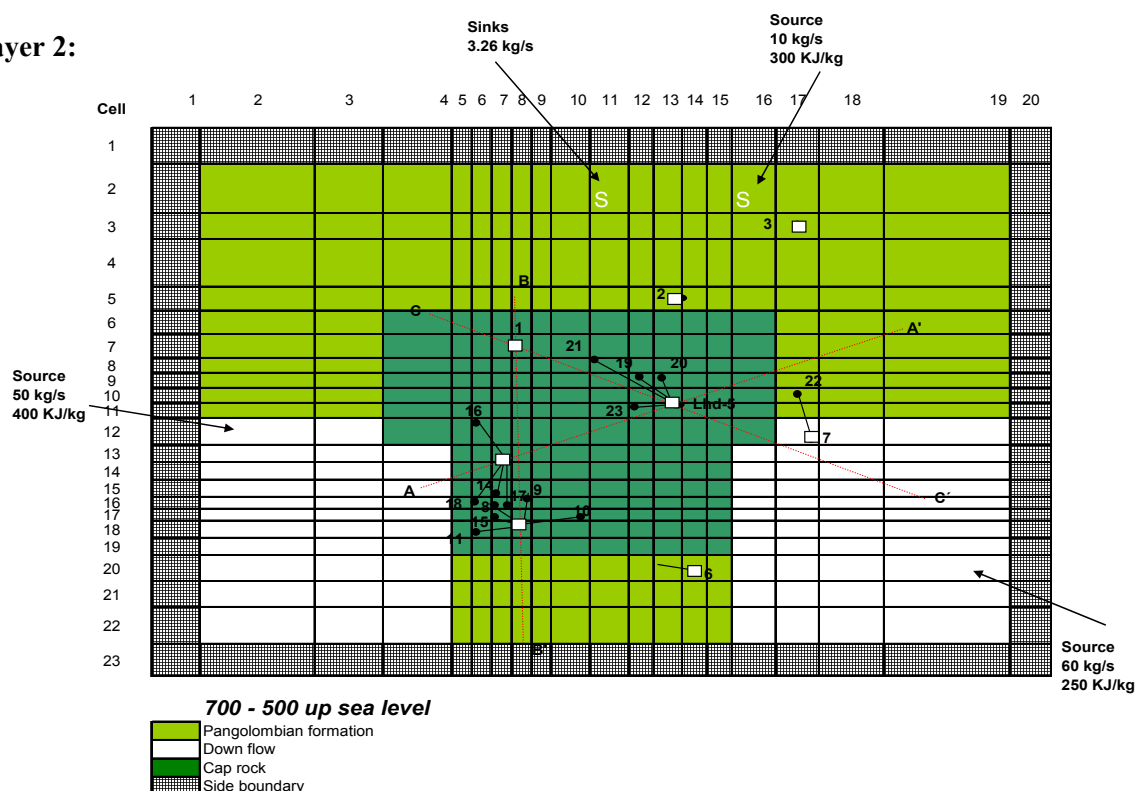 ayer 2:
Sinks
3.26 kg/s
Source
10 kg/s
300 KJ/kg
Cell
1 2 3 4 5 6 7 8 9 10 11 12 13 14 15 16 17 18 19 20
1
2
S S
3
3
4
B
5
2
C
6
1
A'
7
21
8
19 20
Source
50 kg/s
400 KJ/kg
9
22
10
Lhd-5
11
23
16
12
7
13
14
15
14
9
A
C´
16
18
8
17
17
10
15
18
11
19
20
6
21
22
B'
23
Source
60 kg/s
250 KJ/kg
700 - 500 up sea level
Pangolombian formation
Down flow
Cap rock
Side boundary